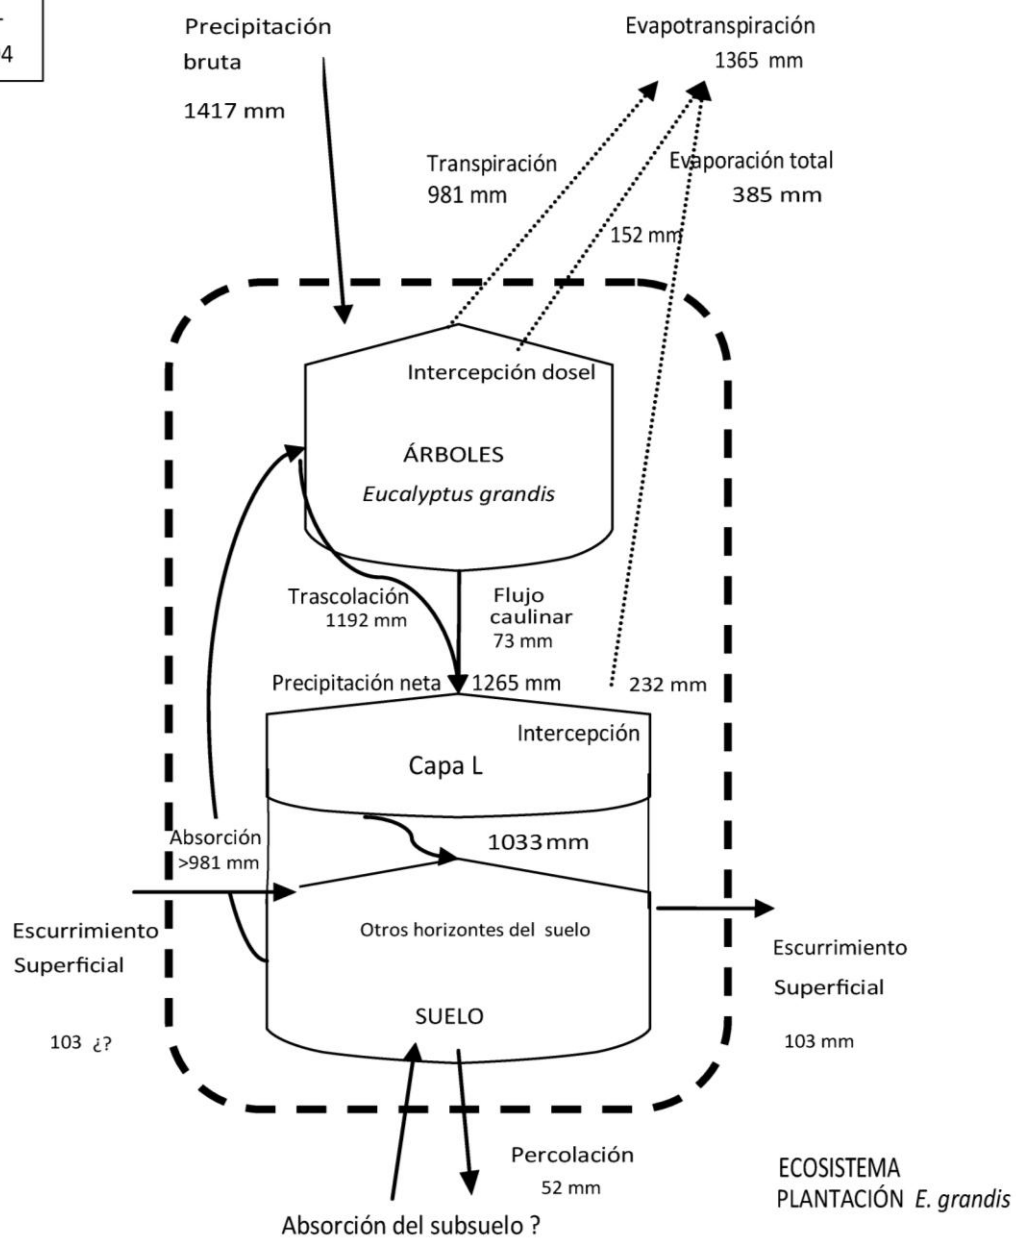 4
Precipitación
bruta
1417 mm
Evapotranspiración
1365 mm
Transpiración
981 mm
Evaporación total
385 mm
152 mm
Intercepción dosel
ÁRBOLES
Eucalyptus grandis
Trascolación
1192 mm
Flujo
caulinar
73 mm
Precipitación neta 1265 mm
232 mm
Intercepción
Capa L
1033 mm
Absorción
>981 mm
Escurrimiento
Superficial
103 ¿?
Otros horizontes del suelo
SUELO
Escurrimiento
Superficial
103 mm
Percolación
52 mm
Absorción del subsuelo ?
ECOSISTEMA
PLANTACIÓN E. grandis